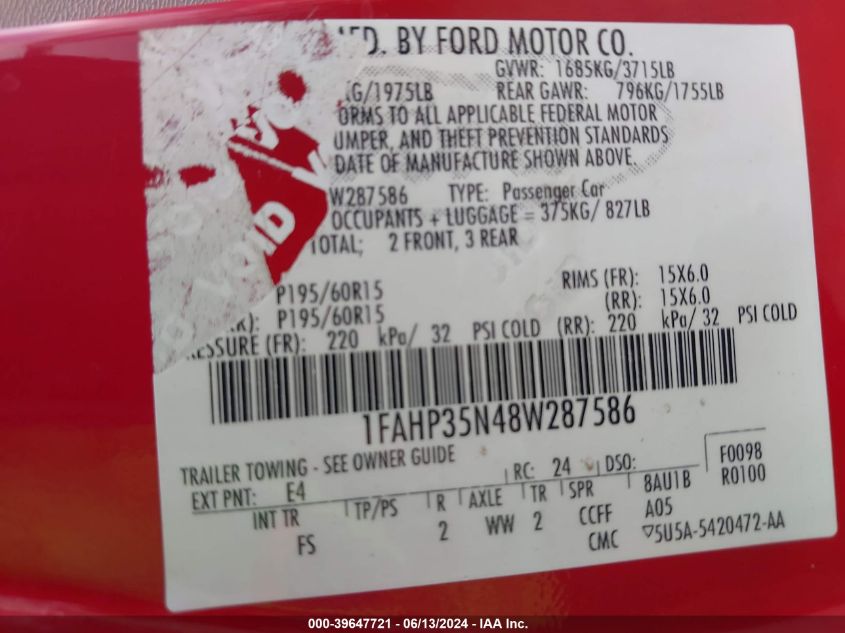 MFD. BY FORD MOTOR CO.
GVWR: 1685KG/3715LB
KG/1975LB REAR GAWR: 796KG/1755LB
ORMS TO ALL APPLICABLE FEDERAL MOTOR
UMPER, AND THEFT PREVENTION STANDARDS
DATE OF MANUFACTURE SHOWN ABOVE.
W287586 TYPE: Passenger Car
OCCUPANTS + LUGGAGE = 375KG/ 827LB
TOTAL; 2 FRONT, 3 REAR
VOID
P195/60R15 RIMS (FR): 15X6.0
P195/60R15 (RR): 15X6.0
ESSURE (FR): 220 kPa/ 32 PSI COLD (RR): 220 kPa/ 32 PSI COLD
1FAHP35N48W287586
TRAILER TOWING - SEE OWNER GUIDE
EXT PNT: E4 RC: 24 DSO: F0098
INT TR TP/PS R AXLE TR SPR 8AU1B R0100
FS 2 WW 2 CCFF A05
CMC ▽5U5A-5420472-AA
000-39647721 - 06/13/2024 - IAA Inc.